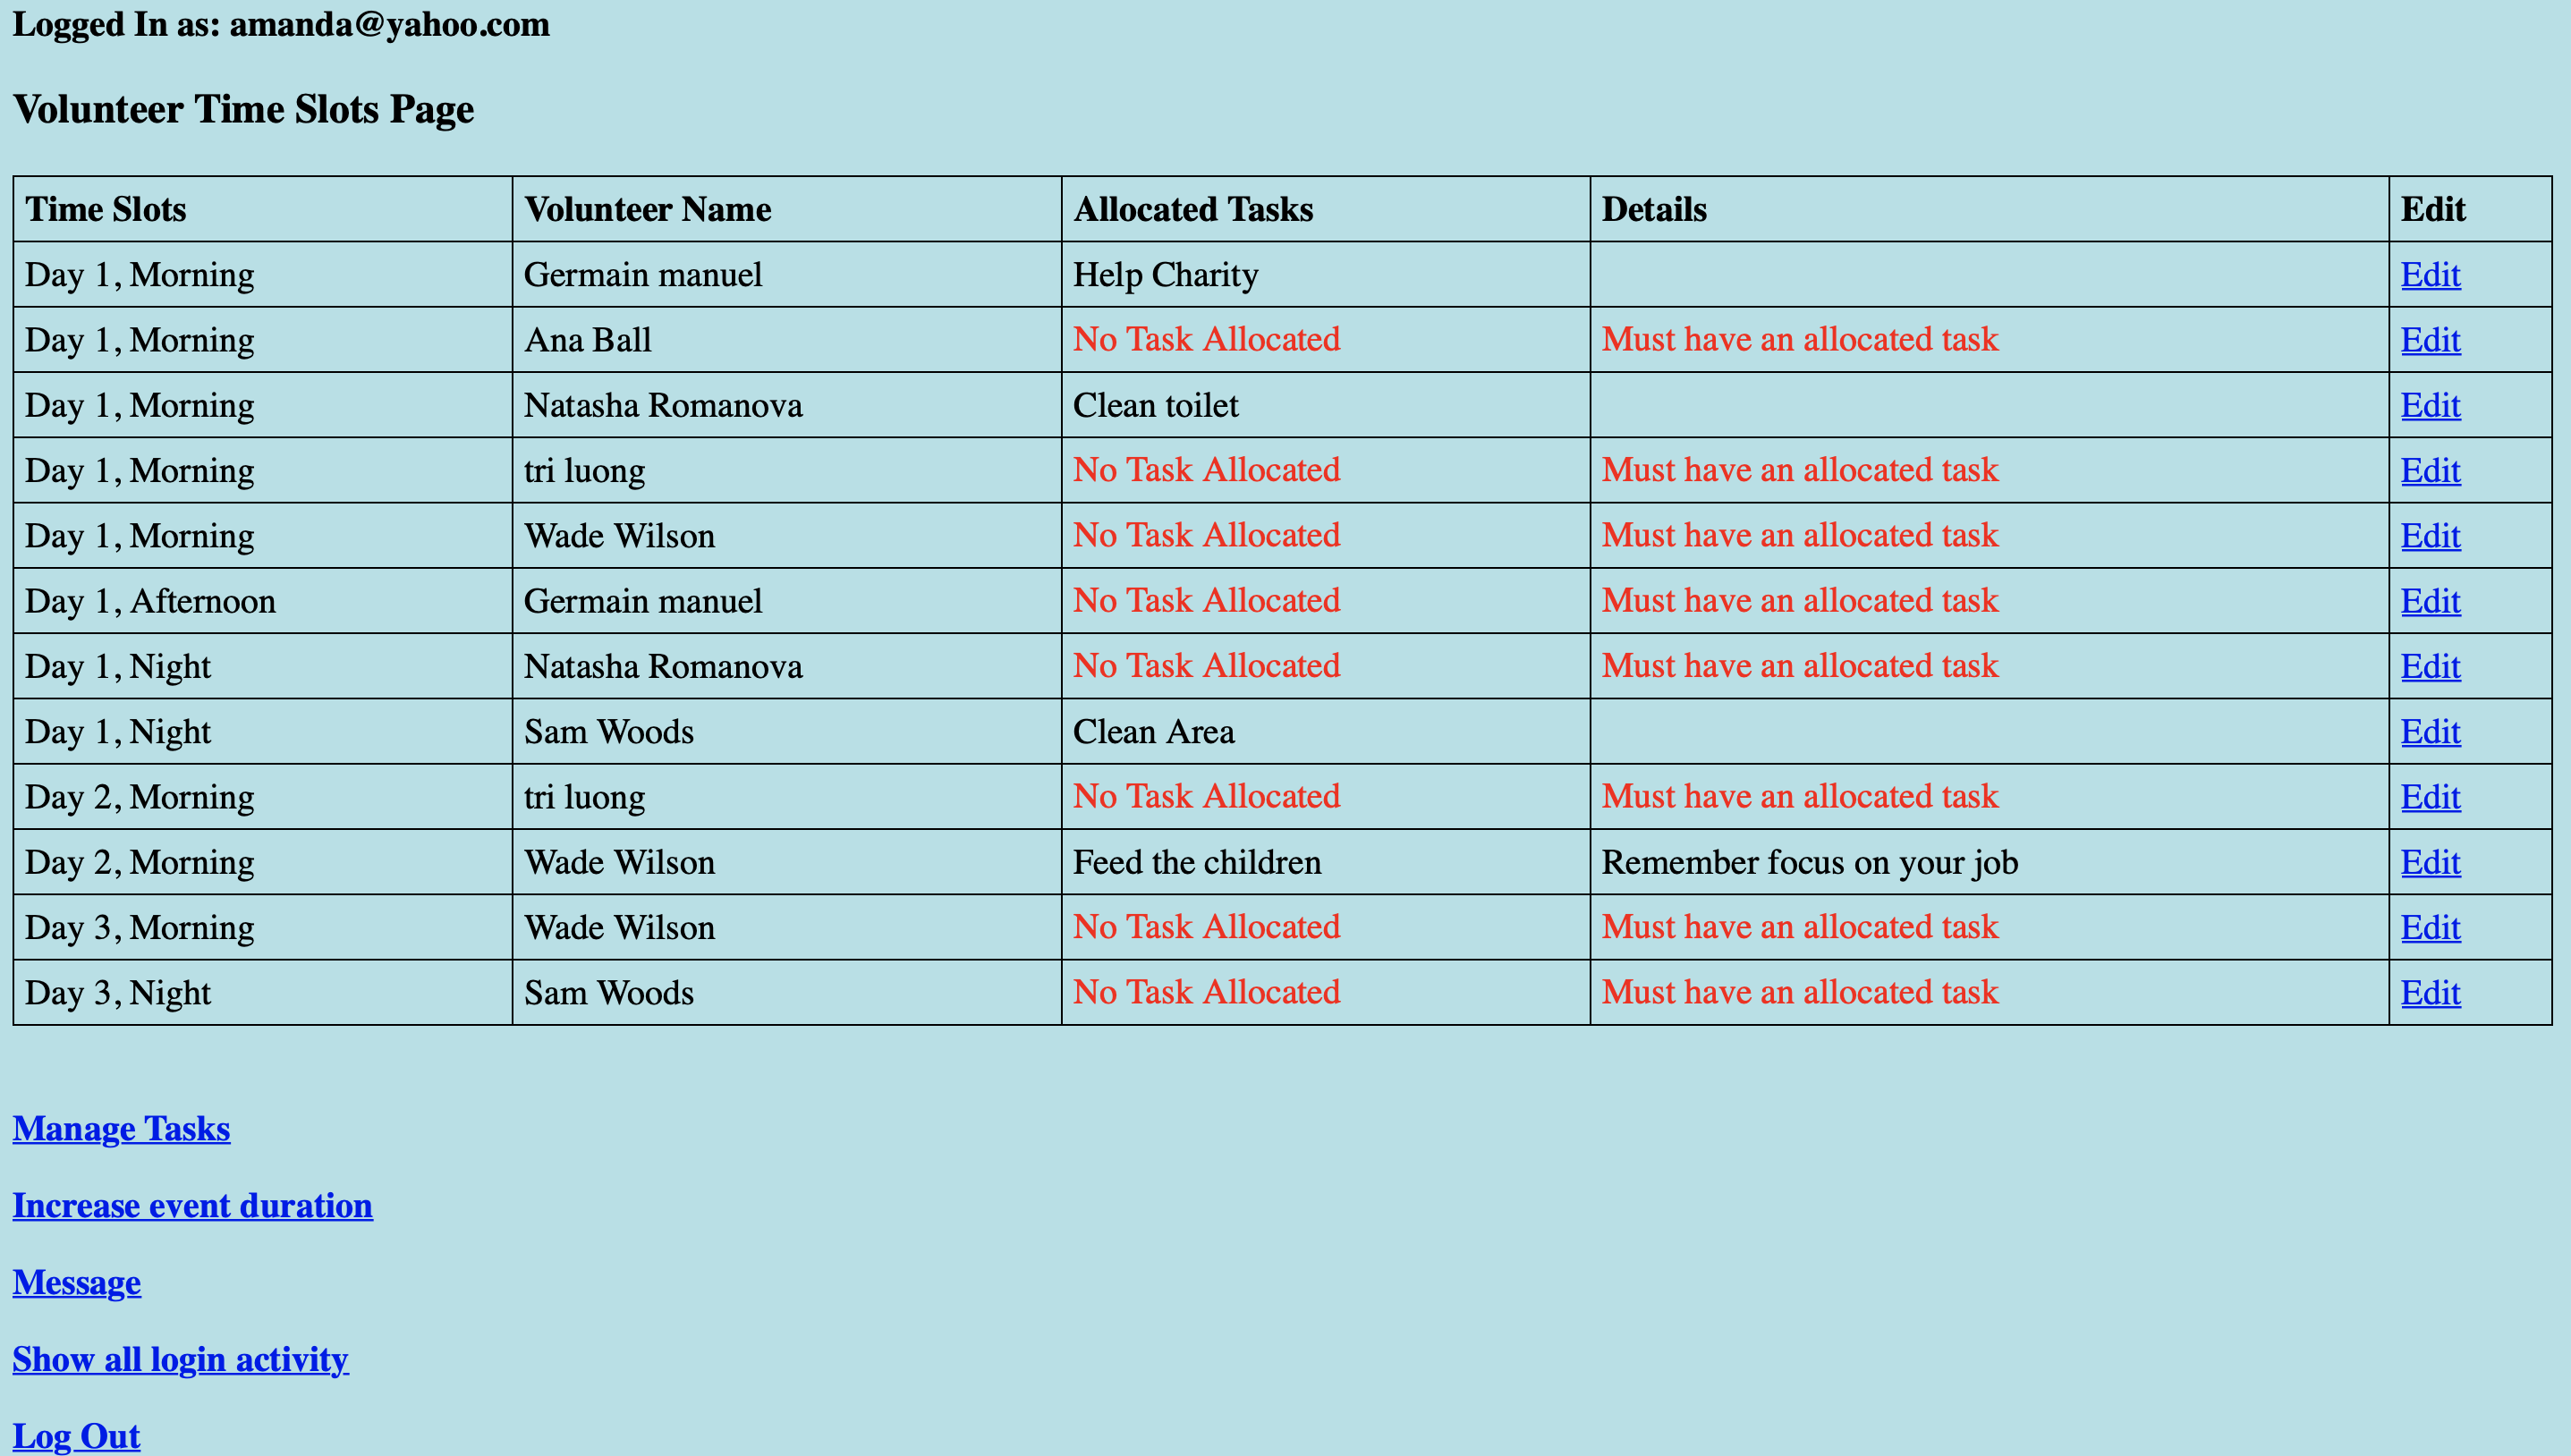 Logged In as: amanda@yahoo.com
Volunteer Time Slots Page
Time Slots Volunteer Name Allocated Tasks Details Edit
Day 1, Morning Germain manuel Help Charity Edit
Day 1, Morning Ana Ball No Task Allocated Must have an allocated task Edit
Day 1, Morning Natasha Romanova Clean toilet Edit
Day 1, Morning tri luong No Task Allocated Must have an allocated task Edit
Day 1, Morning Wade Wilson No Task Allocated Must have an allocated task Edit
Day 1, Afternoon Germain manuel No Task Allocated Must have an allocated task Edit
Day 1, Night Natasha Romanova No Task Allocated Must have an allocated task Edit
Day 1, Night Sam Woods Clean Area Edit
Day 2, Morning tri luong No Task Allocated Must have an allocated task Edit
Day 2, Morning Wade Wilson Feed the children Remember focus on your job Edit
Day 3, Morning Wade Wilson No Task Allocated Must have an allocated task Edit
Day 3, Night Sam Woods No Task Allocated Must have an allocated task Edit
Manage Tasks
Increase event duration
Message
Show all login activity
Log Out